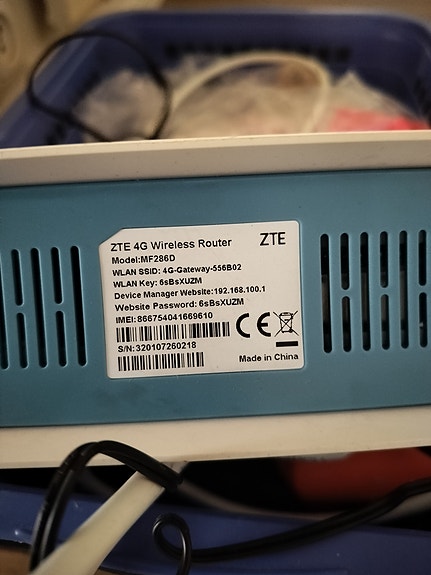 ZTE 4G Wireless Router ZTE
Model:MF286D
WLAN SSID: 4G-Gateway-556B02
WLAN Key: 6sBsXUZM
Device Manager Website:192.168.100.1
Website Password: 6sBsXUZM
IMEI:866754041669610
CE
S/N:320107260218
Made in China